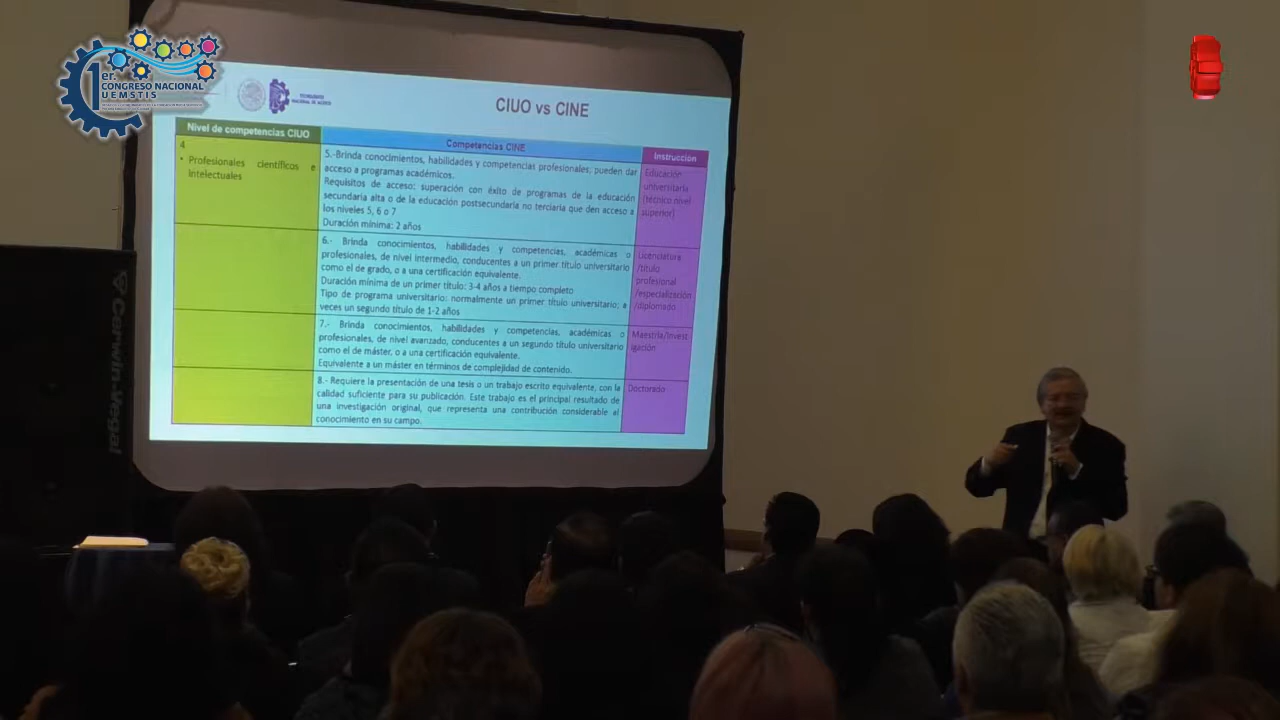 1er.
CONGRESO NACIONAL
UEMSTIS
TECNOLÓGICO
NACIONAL DE MÉXICO
CIUO vs CINE
Nivel de competencias CIUO
Competencias CINE
Instrucción
4
• Profesionales científicos e
intelectuales
5.-Brinda conocimientos, habilidades y competencias profesionales; pueden dar
acceso a programas académicos.
Requisitos de acceso: superación con éxito de programas de la educación
secundaria alta o de la educación postsecundaria no terciaria que den acceso a
los niveles 5, 6 o 7
Duración mínima: 2 años
Educación
universitaria
(técnico nivel
superior)
6.- Brinda conocimientos, habilidades y competencias, académicas o
profesionales, de nivel intermedio, conducentes a un primer título universitario
como el de grado, o a una certificación equivalente.
Duración mínima de un primer título: 3-4 años a tiempo completo
Tipo de programa universitario: normalmente un primer título universitario; a
veces un segundo título de 1-2 años
Licenciatura
/título
profesional
/especialización
/diplomado
7.- Brinda conocimientos, habilidades y competencias, académicas o
profesionales, de nivel avanzado, conducentes a un segundo título universitario
como el de máster, o a una certificación equivalente.
Equivalente a un máster en términos de complejidad de contenido.
Maestría/Invest
igación
8.- Requiere la presentación de una tesis o un trabajo escrito equivalente, con la
calidad suficiente para su publicación. Este trabajo es el principal resultado de
una investigación original, que representa una contribución considerable al
conocimiento en su campo.
Doctorado
Cerwin-Vega!